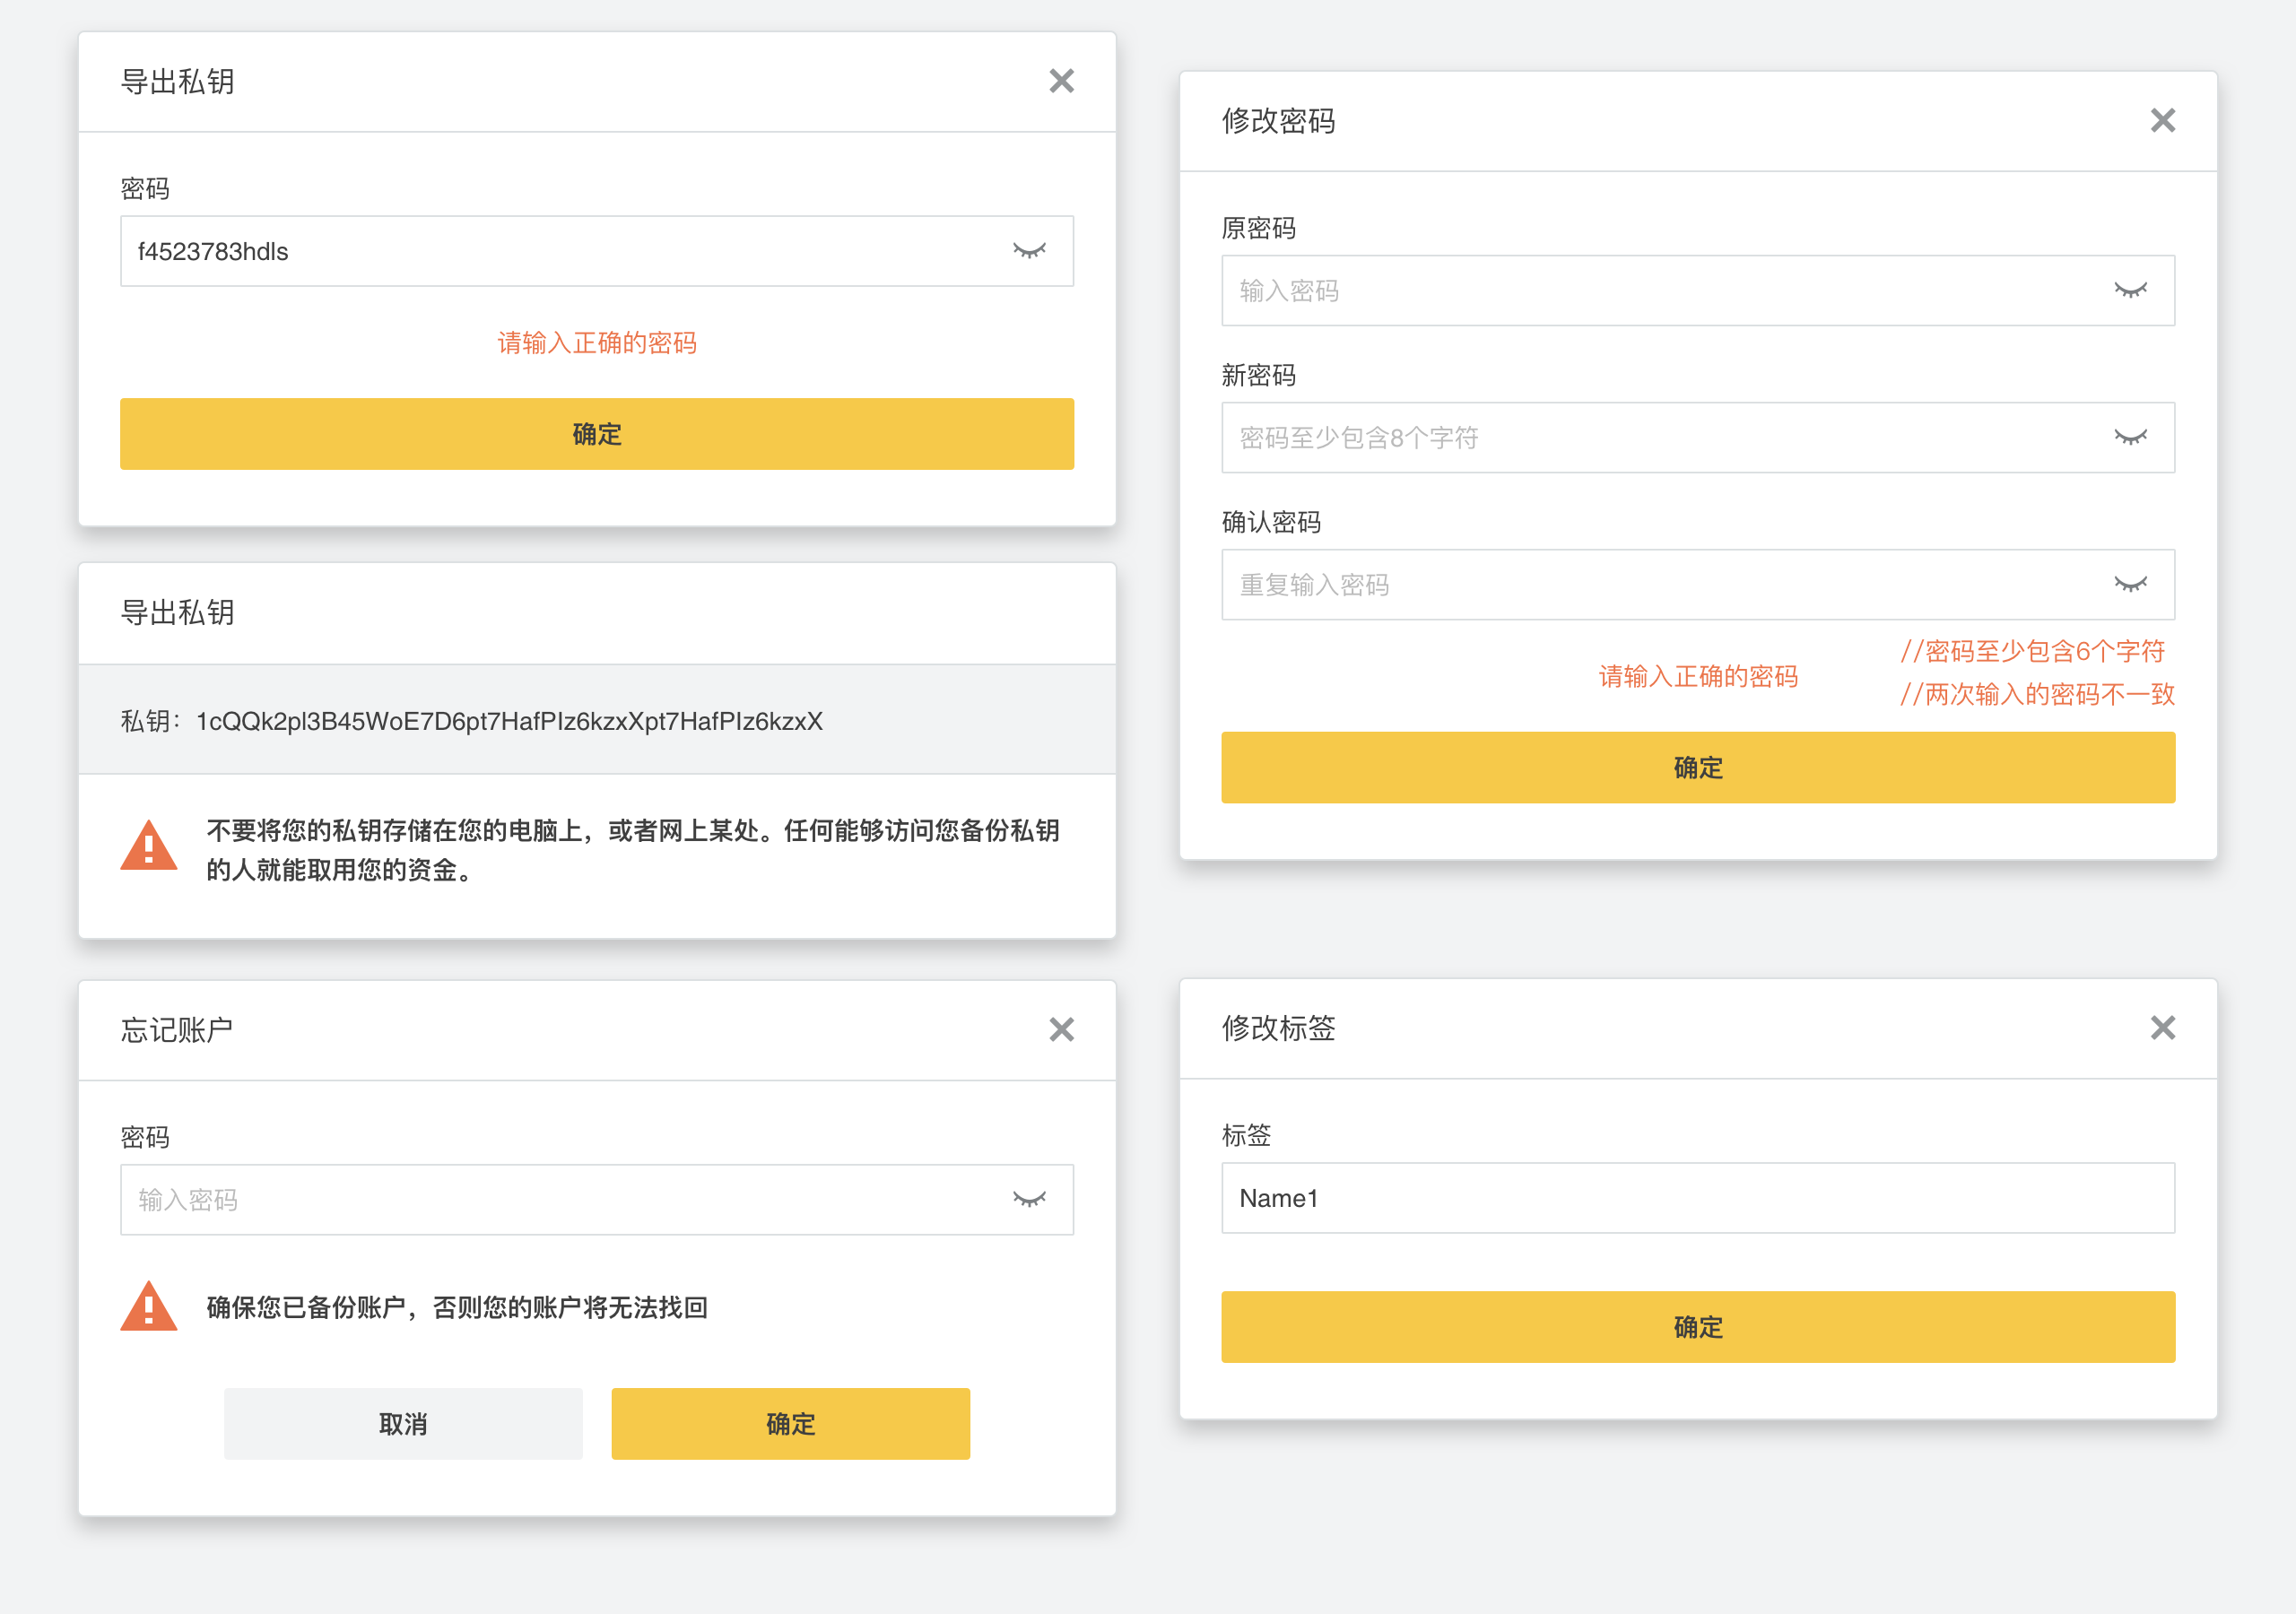 导出私钥
密码
f4523783hdls
请输入正确的密码
确定
导出私钥
私钥：1cQQk2pl3B45WoE7D6pt7HafPIz6kzxXpt7HafPIz6kzxX
不要将您的私钥存储在您的电脑上，或者网上某处。任何能够访问您备份私钥
的人就能取用您的资金。
忘记账户
密码
输入密码
确保您已备份账户，否则您的账户将无法找回
取消
确定
修改密码
原密码
输入密码
新密码
密码至少包含8个字符
确认密码
重复输入密码
请输入正确的密码
//密码至少包含6个字符
//两次输入的密码不一致
确定
修改标签
标签
Name1
确定